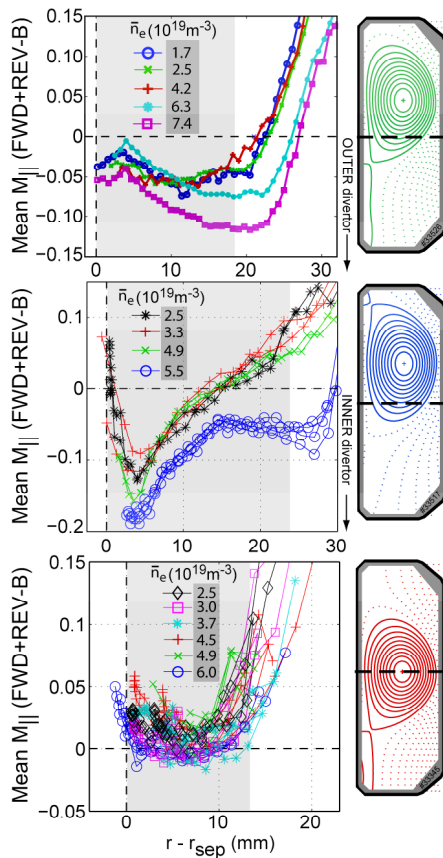 0.10
0.05
0
−0.05
−0.10
0.15
Mean M|| (FWD+REV-B)
n̄e(10¹⁹m⁻³)
1.7
2.5
4.2
6.3
7.4
0 10 20 30
OUTER divertor
0.1
0
-0.1
-0.2
Mean M|| (FWD+REV-B)
n̄e(10¹⁹m⁻³)
2.5
3.3
4.9
5.5
0 10 20 30
INNER divertor
0.15
0.1
0.05
0
-0.05
Mean M|| (FWD+REV-B)
n̄e(10¹⁹m⁻³)
2.5
3.0
3.7
4.5
4.9
6.0
0 10 20
r - rsep (mm)